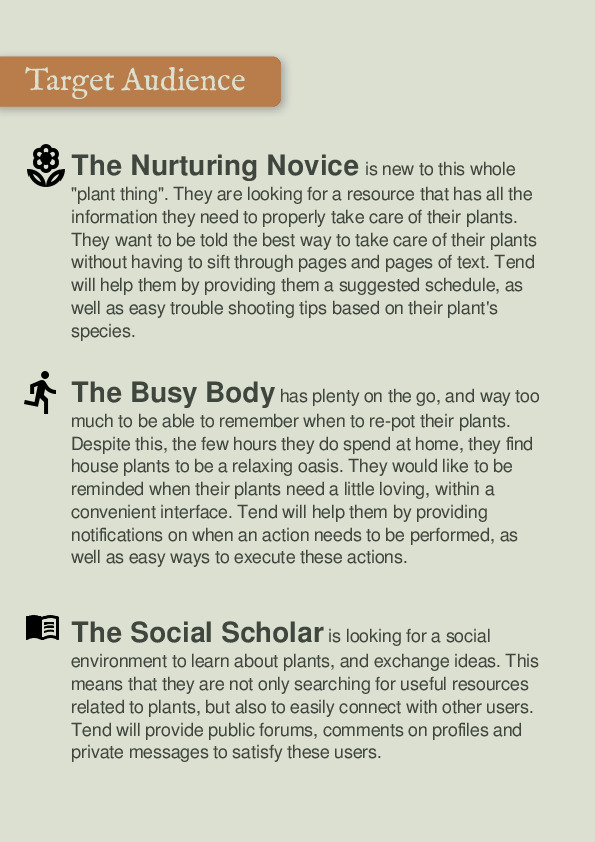 Target Audience
The Nurturing Novice is new to this whole
"plant thing". They are looking for a resource that has all the
information they need to properly take care of their plants.
They want to be told the best way to take care of their plants
without having to sift through pages and pages of text. Tend
will help them by providing them a suggested schedule, as
well as easy trouble shooting tips based on their plant's
species.
The Busy Body has plenty on the go, and way too
much to be able to remember when to re-pot their plants.
Despite this, the few hours they do spend at home, they find
house plants to be a relaxing oasis. They would like to be
reminded when their plants need a little loving, within a
convenient interface. Tend will help them by providing
notifications on when an action needs to be performed, as
well as easy ways to execute these actions.
The Social Scholar is looking for a social
environment to learn about plants, and exchange ideas. This
means that they are not only searching for useful resources
related to plants, but also to easily connect with other users.
Tend will provide public forums, comments on profiles and
private messages to satisfy these users.